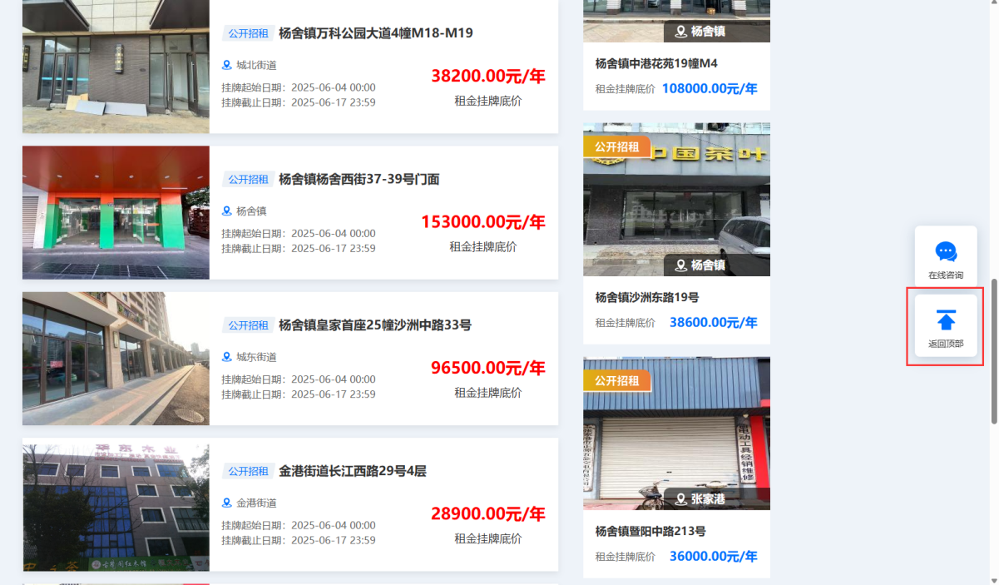 公开招租 杨舍镇万科公园大道4幢M18-M19
城北街道
挂牌起始日期：2025-06-04 00:00
挂牌截止日期：2025-06-17 23:59
38200.00元/年
租金挂牌底价
公开招租 杨舍镇杨舍西街37-39号门面
杨舍镇
挂牌起始日期：2025-06-04 00:00
挂牌截止日期：2025-06-17 23:59
153000.00元/年
租金挂牌底价
公开招租 杨舍镇皇家首座25幢沙洲中路33号
城东街道
挂牌起始日期：2025-06-04 00:00
挂牌截止日期：2025-06-17 23:59
96500.00元/年
租金挂牌底价
华东木业
公开招租 金港街道长江西路29号4层
金港街道
挂牌起始日期：2025-06-04 00:00
挂牌截止日期：2025-06-17 23:59
28900.00元/年
租金挂牌底价
杨舍镇
杨舍镇中港花苑19幢M4
租金挂牌底价 108000.00元/年
公开招租
中国茶叶
杨舍镇
杨舍镇沙洲东路19号
租金挂牌底价 38600.00元/年
公开招租
电动工具经销维修
张家港
杨舍镇暨阳中路213号
租金挂牌底价 36000.00元/年
在线咨询
返回顶部